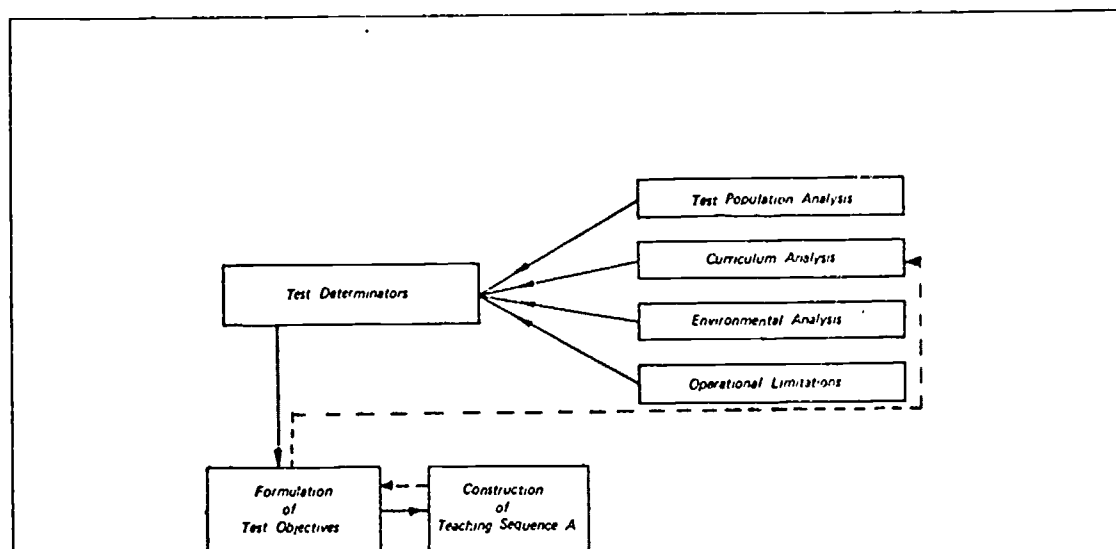 Test Population Analysis
Curriculum Analysis
Test Determinators
Environmental Analysis
Operational Limitations
Formulation
of
Test Objectives
Construction
of
Teaching Sequence A